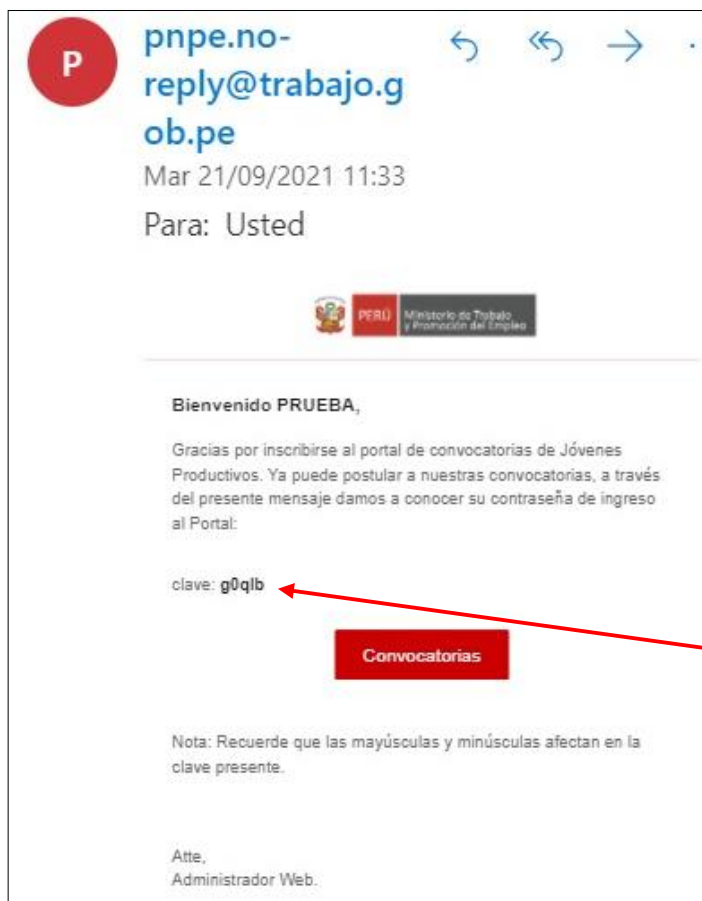 P
pnpe.no-
reply@trabajo.g
ob.pe
Mar 21/09/2021 11:33
Para: Usted
PERÚ
Ministerio de Trabajo
y Promoción del Empleo
Bienvenido PRUEBA,
Gracias por inscribirse al portal de convocatorias de Jóvenes
Productivos. Ya puede postular a nuestras convocatorias, a través
del presente mensaje damos a conocer su contraseña de ingreso
al Portal:
clave: g0qlb
Convocatorias
Nota: Recuerde que las mayúsculas y minúsculas afectan en la
clave presente.
Atte,
Administrador Web.